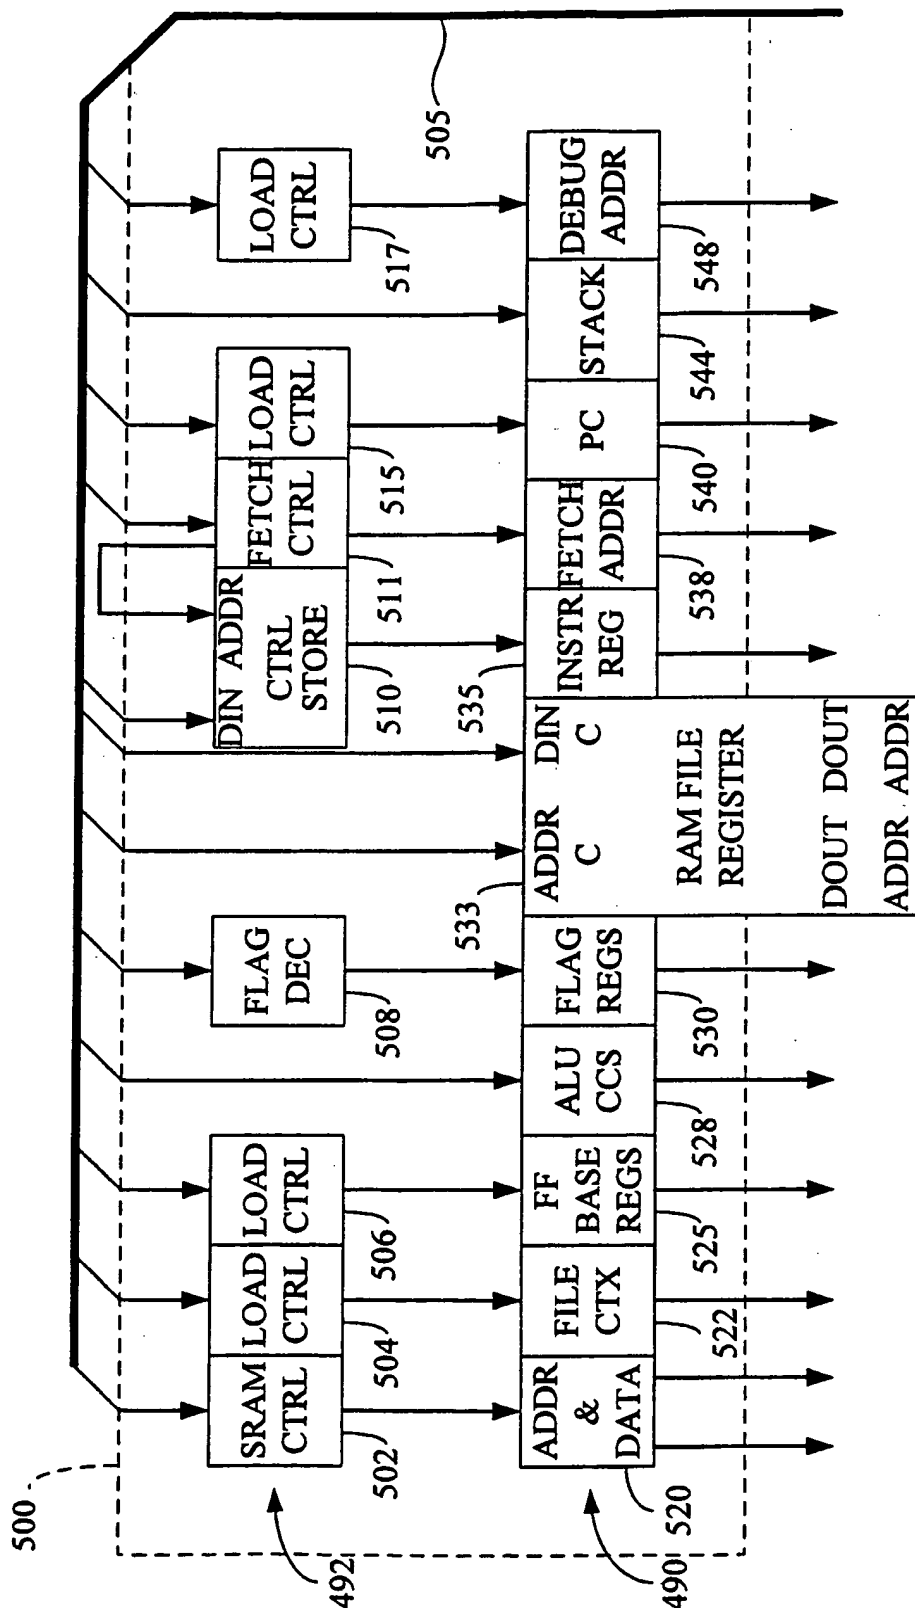 500
492
SRAM
CTRL
502
LOAD
CTRL
504
LOAD
CTRL
506
FLAG
DEC
508
DIN ADDR
CTRL
STORE
510
FETCH
CTRL
511
LOAD
CTRL
515
LOAD
CTRL
517
505
490
ADDR
&
DATA
520
FILE
CTX
522
FF
BASE
REGS
525
ALU
CCS
528
FLAG
REGS
530
533
ADDR DIN
C C
RAM FILE
REGISTER
DOUT DOUT
ADDR ADDR
535
INSTR
REG
FETCH
ADDR
538
PC
540
STACK
544
DEBUG
ADDR
548